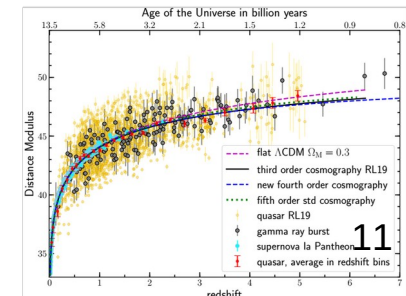 Age of the Universe in billion years
13.5 5.8 3.2 2.1 1.5 1.2 0.9 0.8
Distance Modulus
50
45
40
35
flat ΛCDM Ω_M = 0.3
third order cosmography RL19
new fourth order cosmography
fifth order std cosmography
quasar RL19
gamma ray burst
supernova Ia Pantheon
quasar, average in redshift bins
11
0 1 2 3 4 5 6 7
redshift